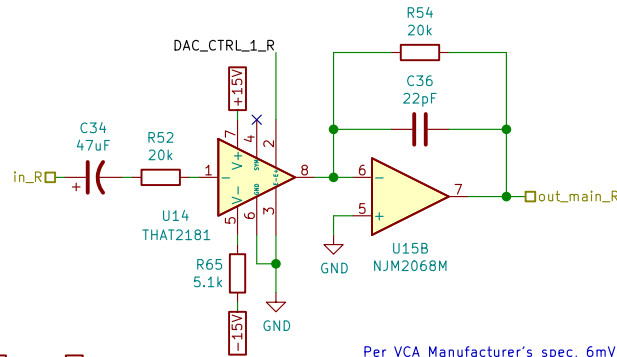 R54
20k
DAC_CTRL_1_R
C36
22pF
+15V
C34
47uF
R52
20k
7
4
2
V+
SYM
E-E+
in_R
+
1
-
8
6
-
7
out_main_R
V-
GND
5
+
5
6
3
U14
THAT2181
R65
5.1k
GND
U15B
NJM2068M
-15V
GND
Per VCA Manufacturer's spec, 6mV